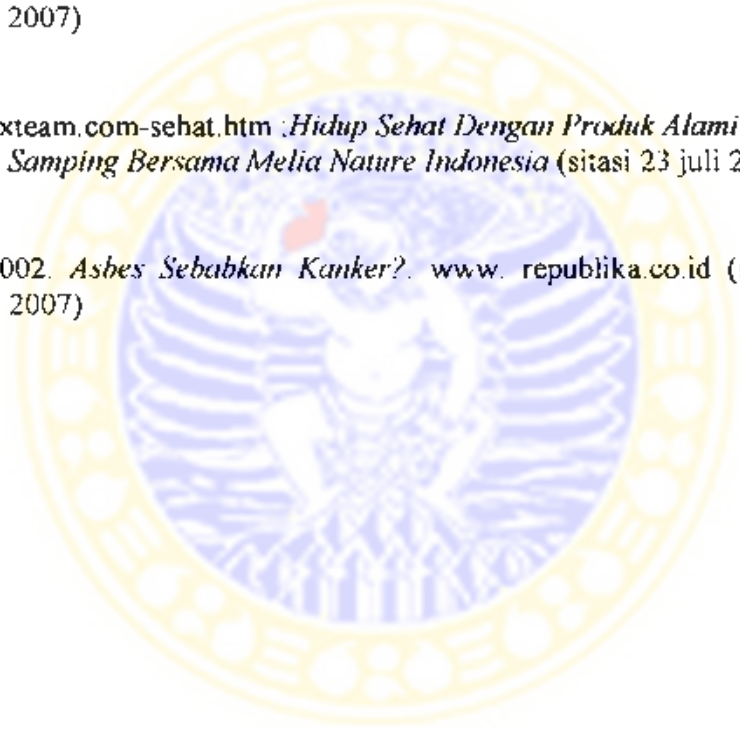 2007)
xteam.com-sehat.htm :Hidup Sehat Dengan Produk Alami
Samping Bersama Melia Nature Indonesia (sitasi 23 juli 2
002. Asbes Sebabkan Kanker?. www. republika.co.id (
2007)